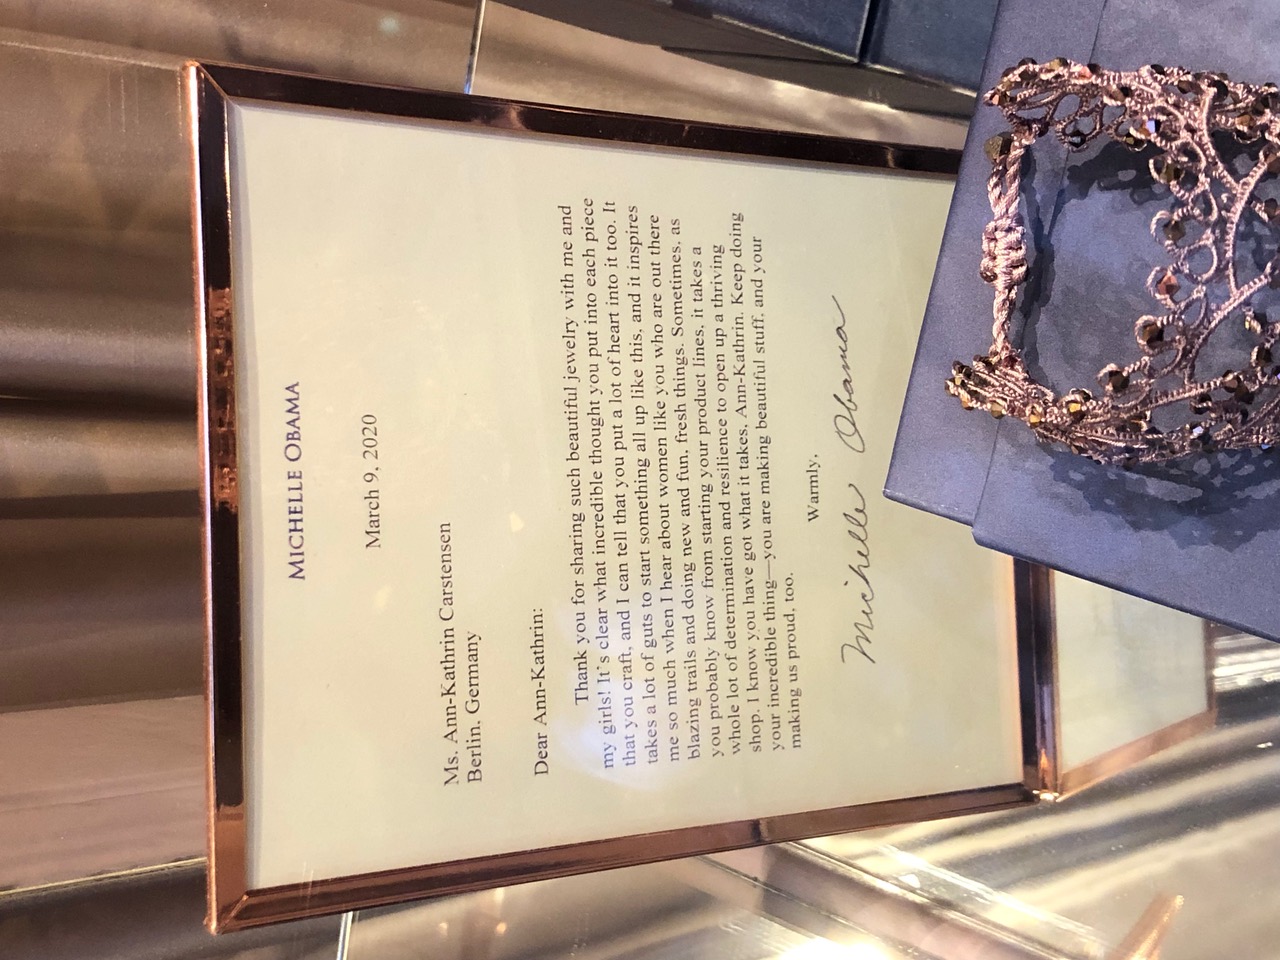 MICHELLE OBAMA
March 9, 2020
Ms. Ann-Kathrin Carstensen
Berlin, Germany
Dear Ann-Kathrin:
Thank you for sharing such beautiful jewelry with me and
my girls! It's clear what incredible thought you put into each piece
that you craft, and I can tell that you put a lot of heart into it too. It
takes a lot of guts to start something all up like this, and it inspires
me so much when I hear about women like you who are out there
blazing trails and doing new and fun, fresh things. Sometimes, as
you probably know from starting your product lines, it takes a
whole lot of determination and resilience to open up a thriving
shop. I know you have got what it takes, Ann-Kathrin. Keep doing
your incredible thing—you are making beautiful stuff, and your
making us proud, too.
Warmly,
Michelle Obama